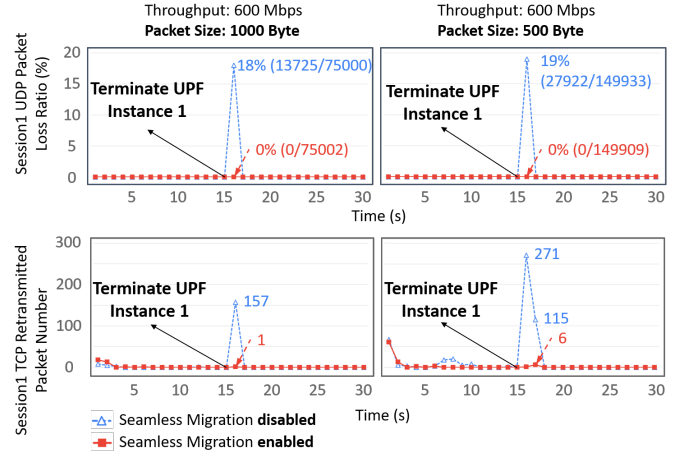 Throughput: 600 Mbps
Packet Size: 1000 Byte
Throughput: 600 Mbps
Packet Size: 500 Byte
Session1 UDP Packet
Loss Ratio (%)
20
15
10
5
0
Terminate UPF
Instance 1
18% (13725/75000)
0% (0/75002)
5 10 15 20 25 30
Terminate UPF
Instance 1
19%
(27922/149933)
0% (0/149909)
5 10 15 20 25 30
Time (s)
Session1 TCP Retransmitted
Packet Number
300
200
100
0
Terminate UPF
Instance 1
157
1
5 10 15 20 25 30
Terminate UPF
Instance 1
271
115
6
5 10 15 20 25 30
Time (s)
Seamless Migration disabled
Seamless Migration enabled